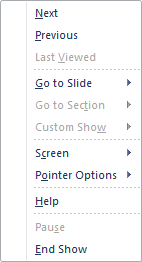 Next
Previous
Last Viewed
Go to Slide
Go to Section
Custom Show
Screen
Pointer Options
Help
Pause
End Show